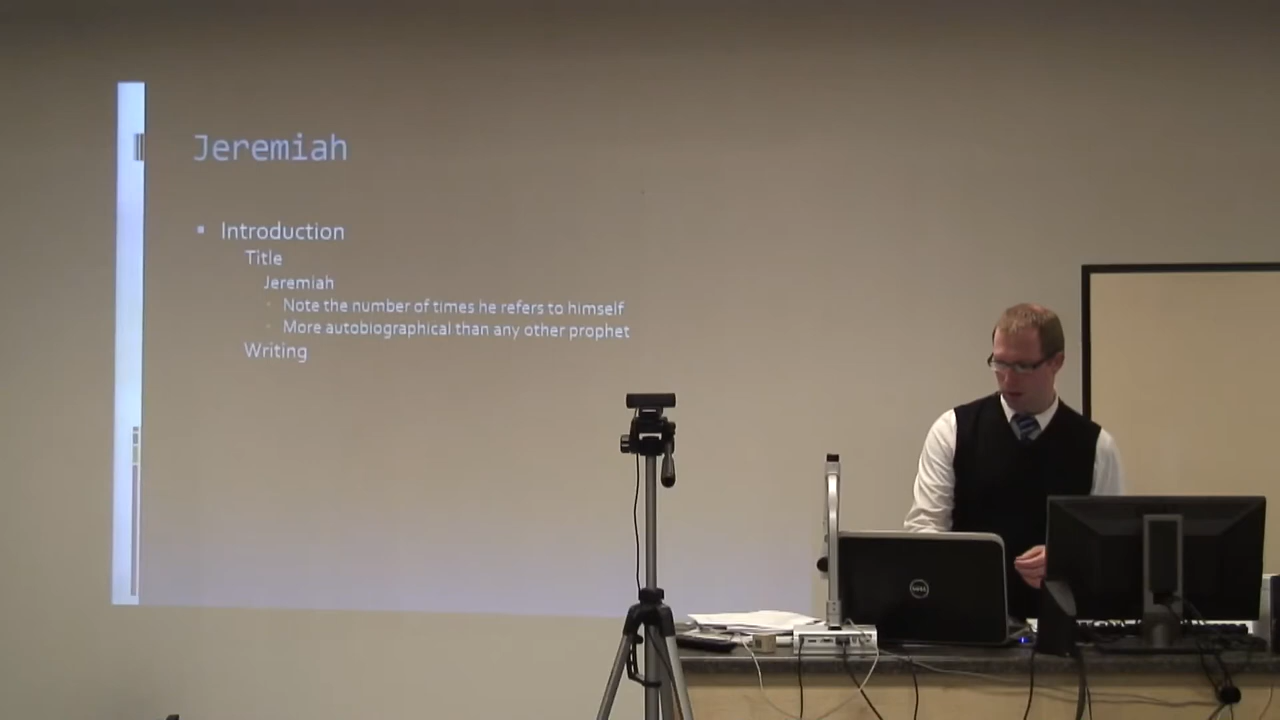 Jeremiah
Introduction
Title
Jeremiah
Note the number of times he refers to himself
More autobiographical than any other prophet
Writing
DELL